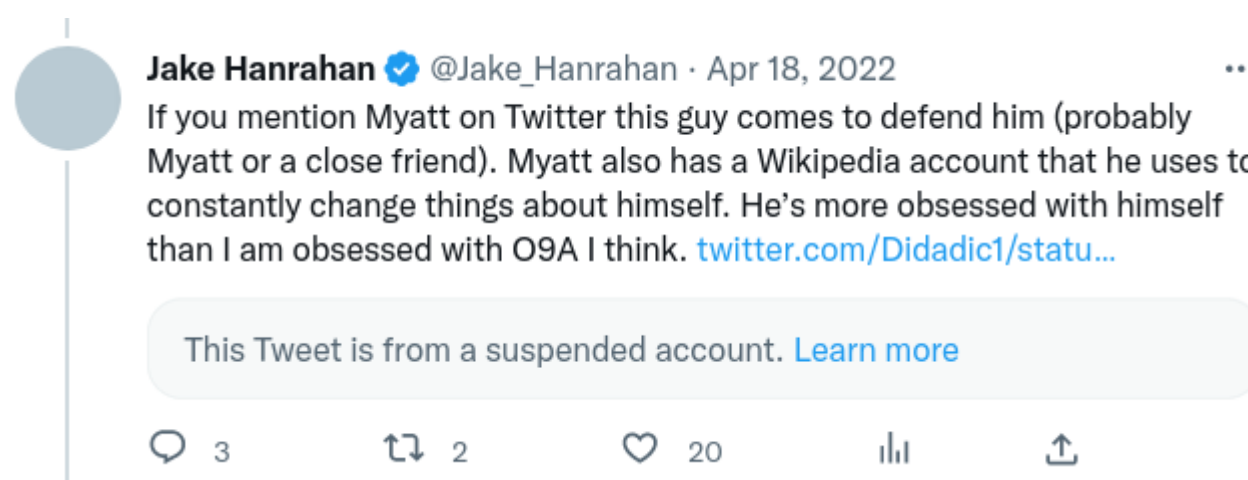 Jake Hanrahan @Jake_Hanrahan · Apr 18, 2022
If you mention Myatt on Twitter this guy comes to defend him (probably
Myatt or a close friend). Myatt also has a Wikipedia account that he uses to
constantly change things about himself. He’s more obsessed with himself
than I am obsessed with O9A I think. twitter.com/Didadic1/statu…
This Tweet is from a suspended account. Learn more
3 2 20